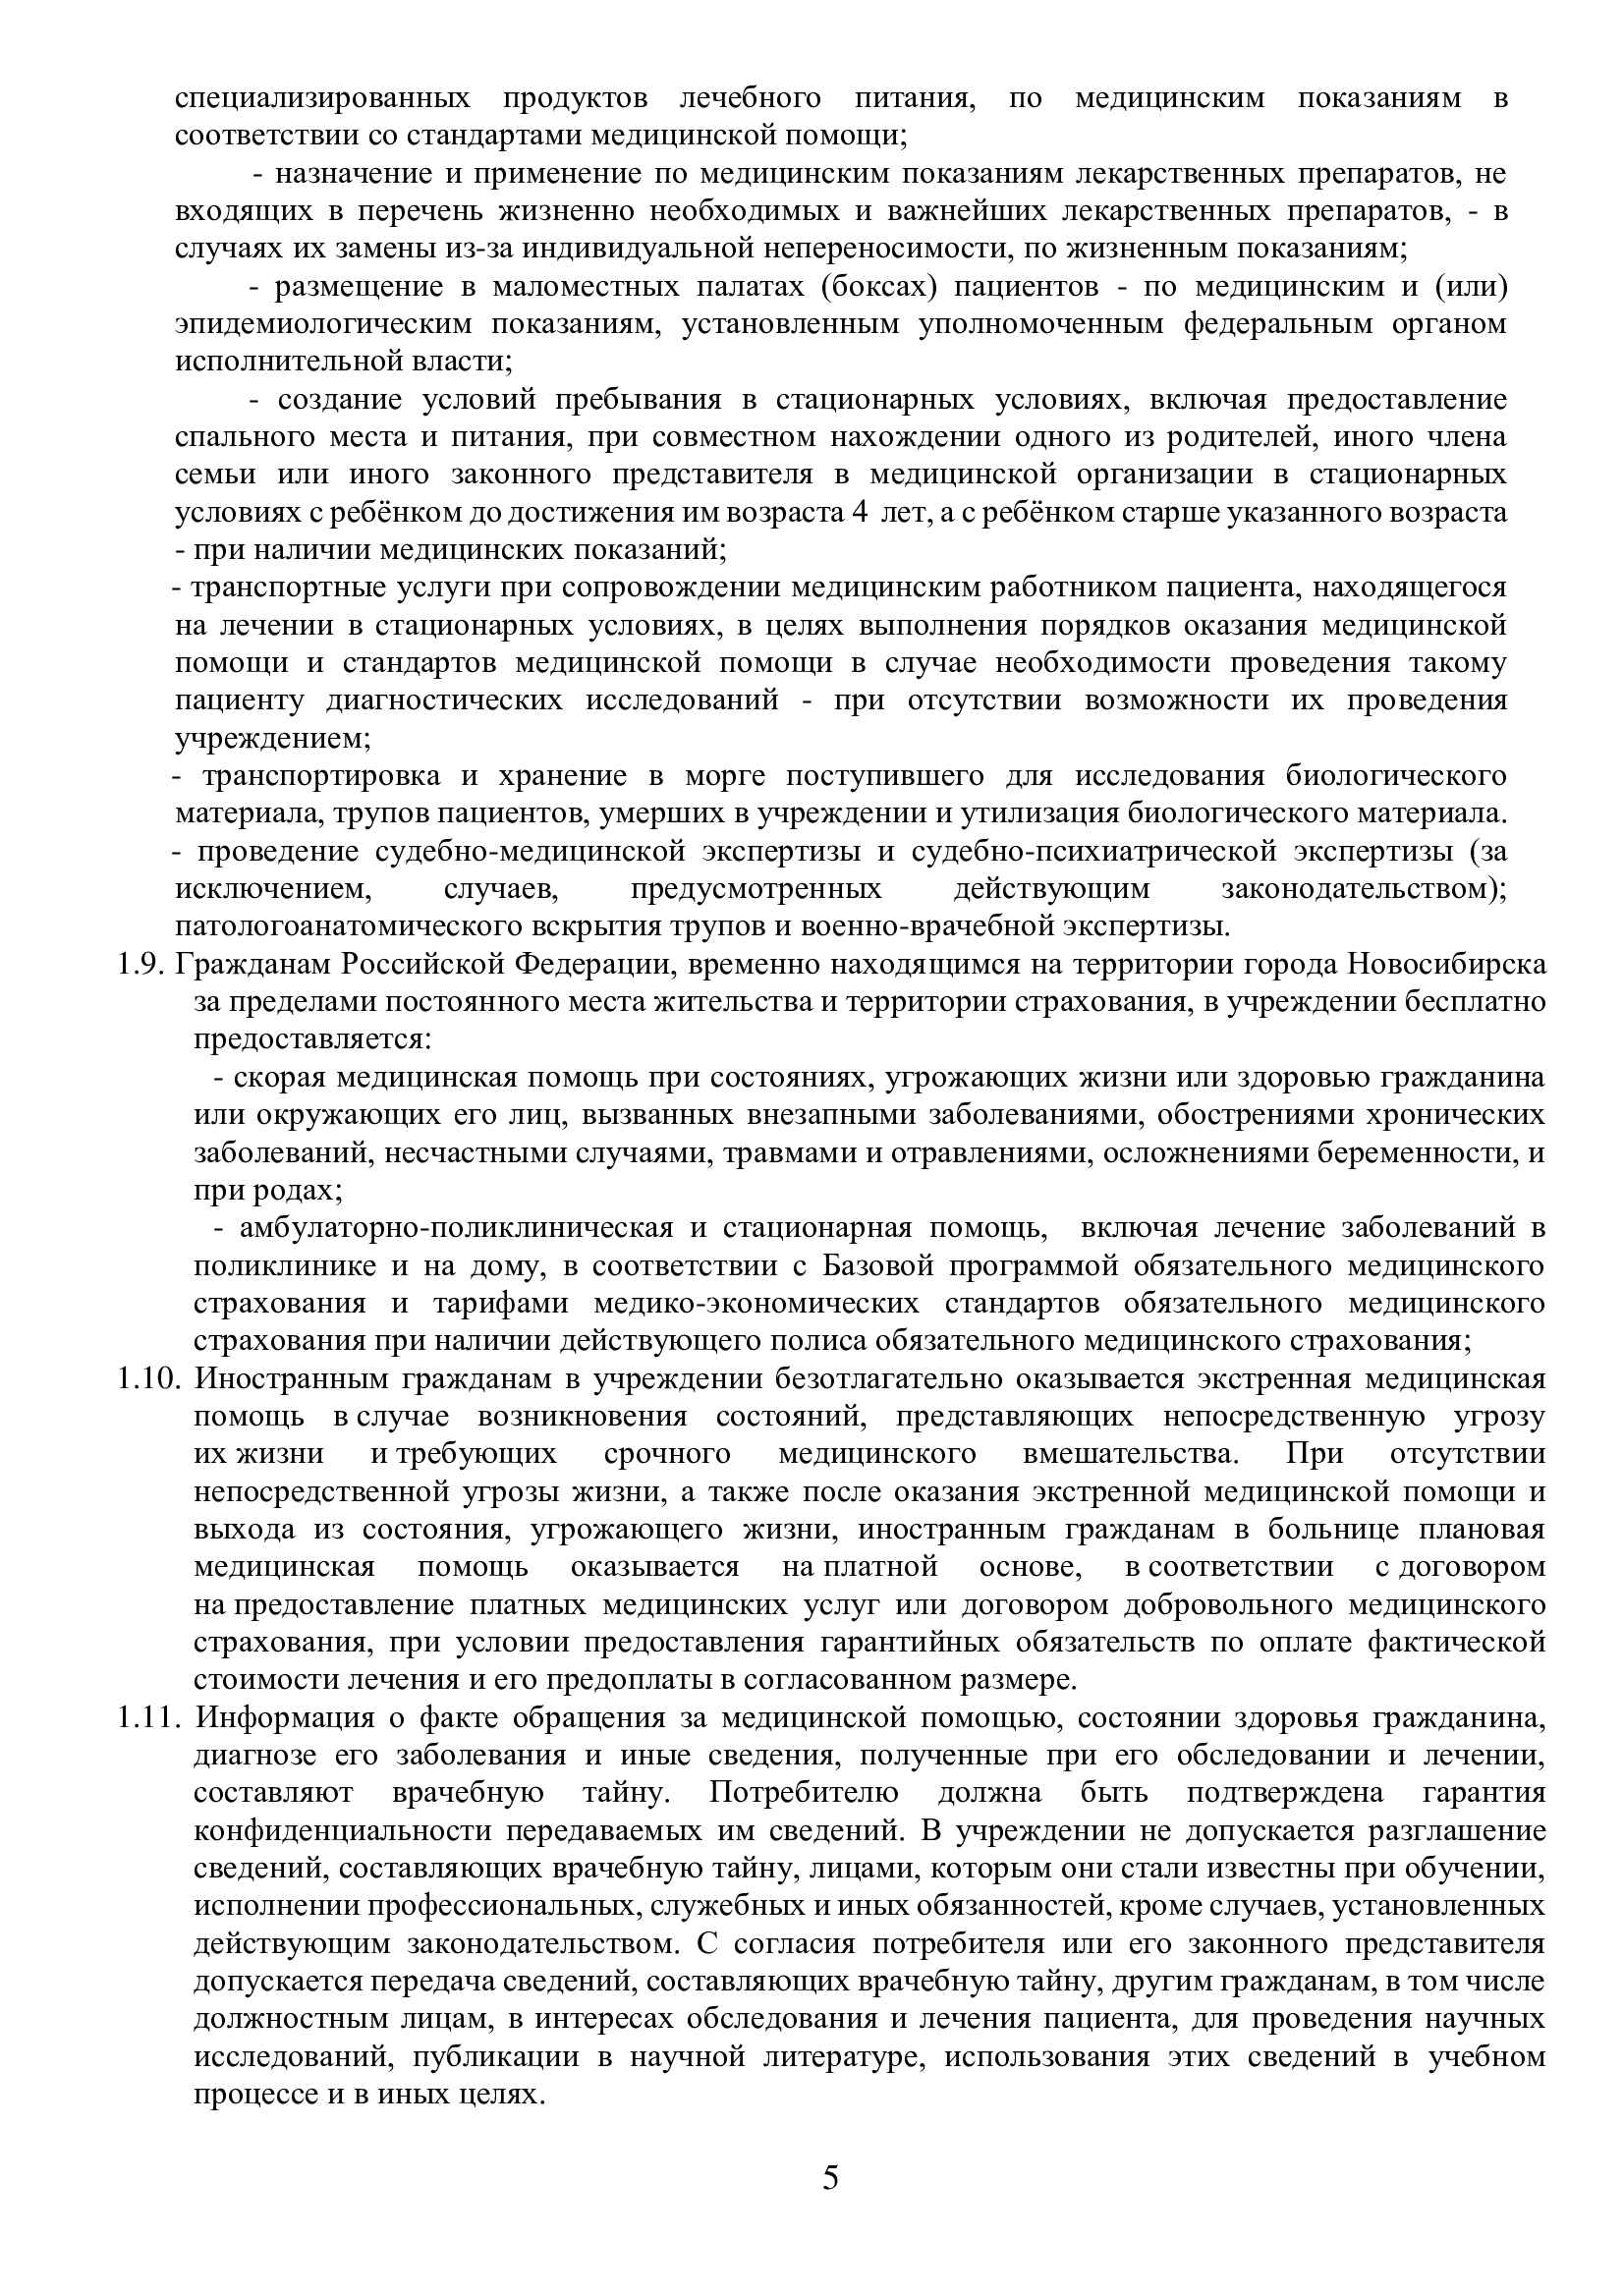 специализированных продуктов лечебного питания, по медицинским показаниям в
соответствии со стандартами медицинской помощи;
- назначение и применение по медицинским показаниям лекарственных препаратов, не
входящих в перечень жизненно необходимых и важнейших лекарственных препаратов, - в
случаях их замены из-за индивидуальной непереносимости, по жизненным показаниям;
- размещение в маломестных палатах (боксах) пациентов - по медицинским и (или)
эпидемиологическим показаниям, установленным уполномоченным федеральным органом
исполнительной власти;
- создание условий пребывания в стационарных условиях, включая предоставление
спального места и питания, при совместном нахождении одного из родителей, иного члена
семьи или иного законного представителя в медицинской организации в стационарных
условиях с ребёнком до достижения им возраста 4 лет, а с ребёнком старше указанного возраста
- при наличии медицинских показаний;
- транспортные услуги при сопровождении медицинским работником пациента, находящегося
на лечении в стационарных условиях, в целях выполнения порядков оказания медицинской
помощи и стандартов медицинской помощи в случае необходимости проведения такому
пациенту диагностических исследований - при отсутствии возможности их проведения
учреждением;
- транспортировка и хранение в морге поступившего для исследования биологического
материала, трупов пациентов, умерших в учреждении и утилизация биологического материала.
- проведение судебно-медицинской экспертизы и судебно-психиатрической экспертизы (за
исключением, случаев, предусмотренных действующим законодательством);
патологоанатомического вскрытия трупов и военно-врачебной экспертизы.
1.9. Гражданам Российской Федерации, временно находящимся на территории города Новосибирска
за пределами постоянного места жительства и территории страхования, в учреждении бесплатно
предоставляется:
- скорая медицинская помощь при состояниях, угрожающих жизни или здоровью гражданина
или окружающих его лиц, вызванных внезапными заболеваниями, обострениями хронических
заболеваний, несчастными случаями, травмами и отравлениями, осложнениями беременности, и
при родах;
- амбулаторно-поликлиническая и стационарная помощь, включая лечение заболеваний в
поликлинике и на дому, в соответствии с Базовой программой обязательного медицинского
страхования и тарифами медико-экономических стандартов обязательного медицинского
страхования при наличии действующего полиса обязательного медицинского страхования;
1.10. Иностранным гражданам в учреждении безотлагательно оказывается экстренная медицинская
помощь в случае возникновения состояний, представляющих непосредственную угрозу
их жизни и требующих срочного медицинского вмешательства. При отсутствии
непосредственной угрозы жизни, а также после оказания экстренной медицинской помощи и
выхода из состояния, угрожающего жизни, иностранным гражданам в больнице плановая
медицинская помощь оказывается на платной основе, в соответствии с договором
на предоставление платных медицинских услуг или договором добровольного медицинского
страхования, при условии предоставления гарантийных обязательств по оплате фактической
стоимости лечения и его предоплаты в согласованном размере.
1.11. Информация о факте обращения за медицинской помощью, состоянии здоровья гражданина,
диагнозе его заболевания и иные сведения, полученные при его обследовании и лечении,
составляют врачебную тайну. Потребителю должна быть подтверждена гарантия
конфиденциальности передаваемых им сведений. В учреждении не допускается разглашение
сведений, составляющих врачебную тайну, лицами, которым они стали известны при обучении,
исполнении профессиональных, служебных и иных обязанностей, кроме случаев, установленных
действующим законодательством. С согласия потребителя или его законного представителя
допускается передача сведений, составляющих врачебную тайну, другим гражданам, в том числе
должностным лицам, в интересах обследования и лечения пациента, для проведения научных
исследований, публикации в научной литературе, использования этих сведений в учебном
процессе и в иных целях.
5